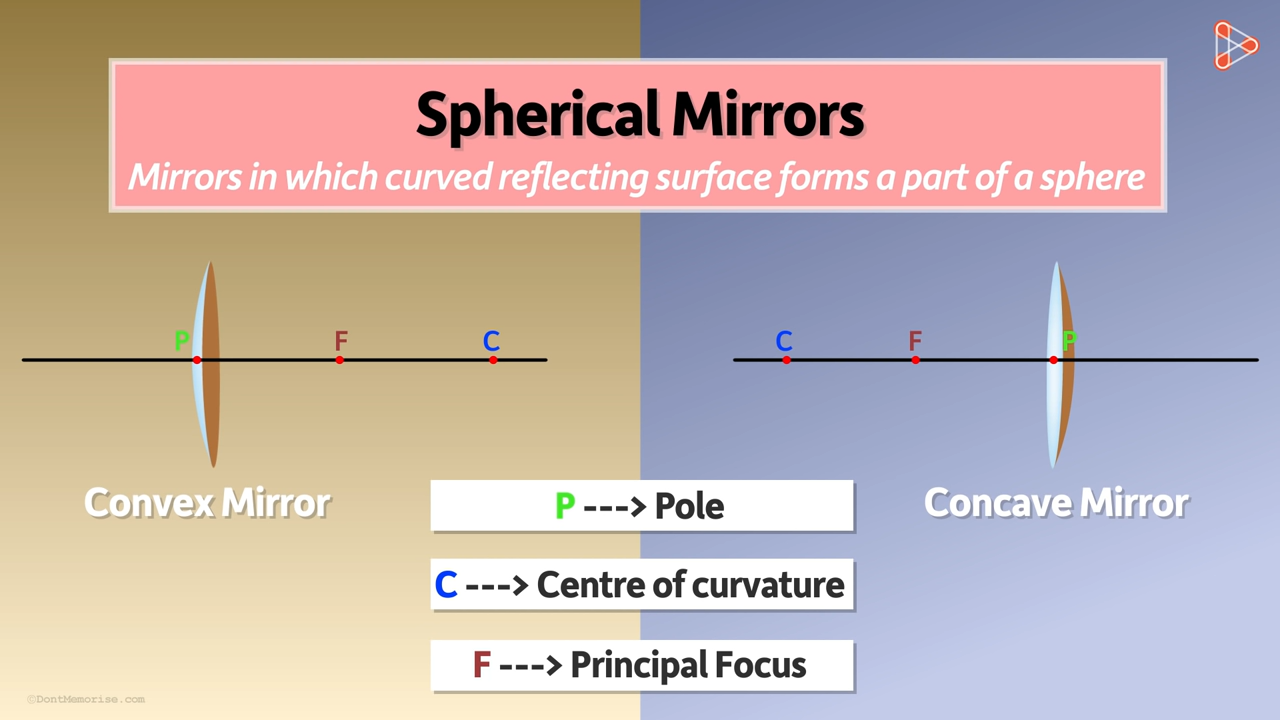 Spherical Mirrors
Mirrors in which curved reflecting surface forms a part of a sphere
P F C
C F P
Convex Mirror
Concave Mirror
P ---> Pole
C ---> Centre of curvature
F ---> Principal Focus
©DontMemorise.com